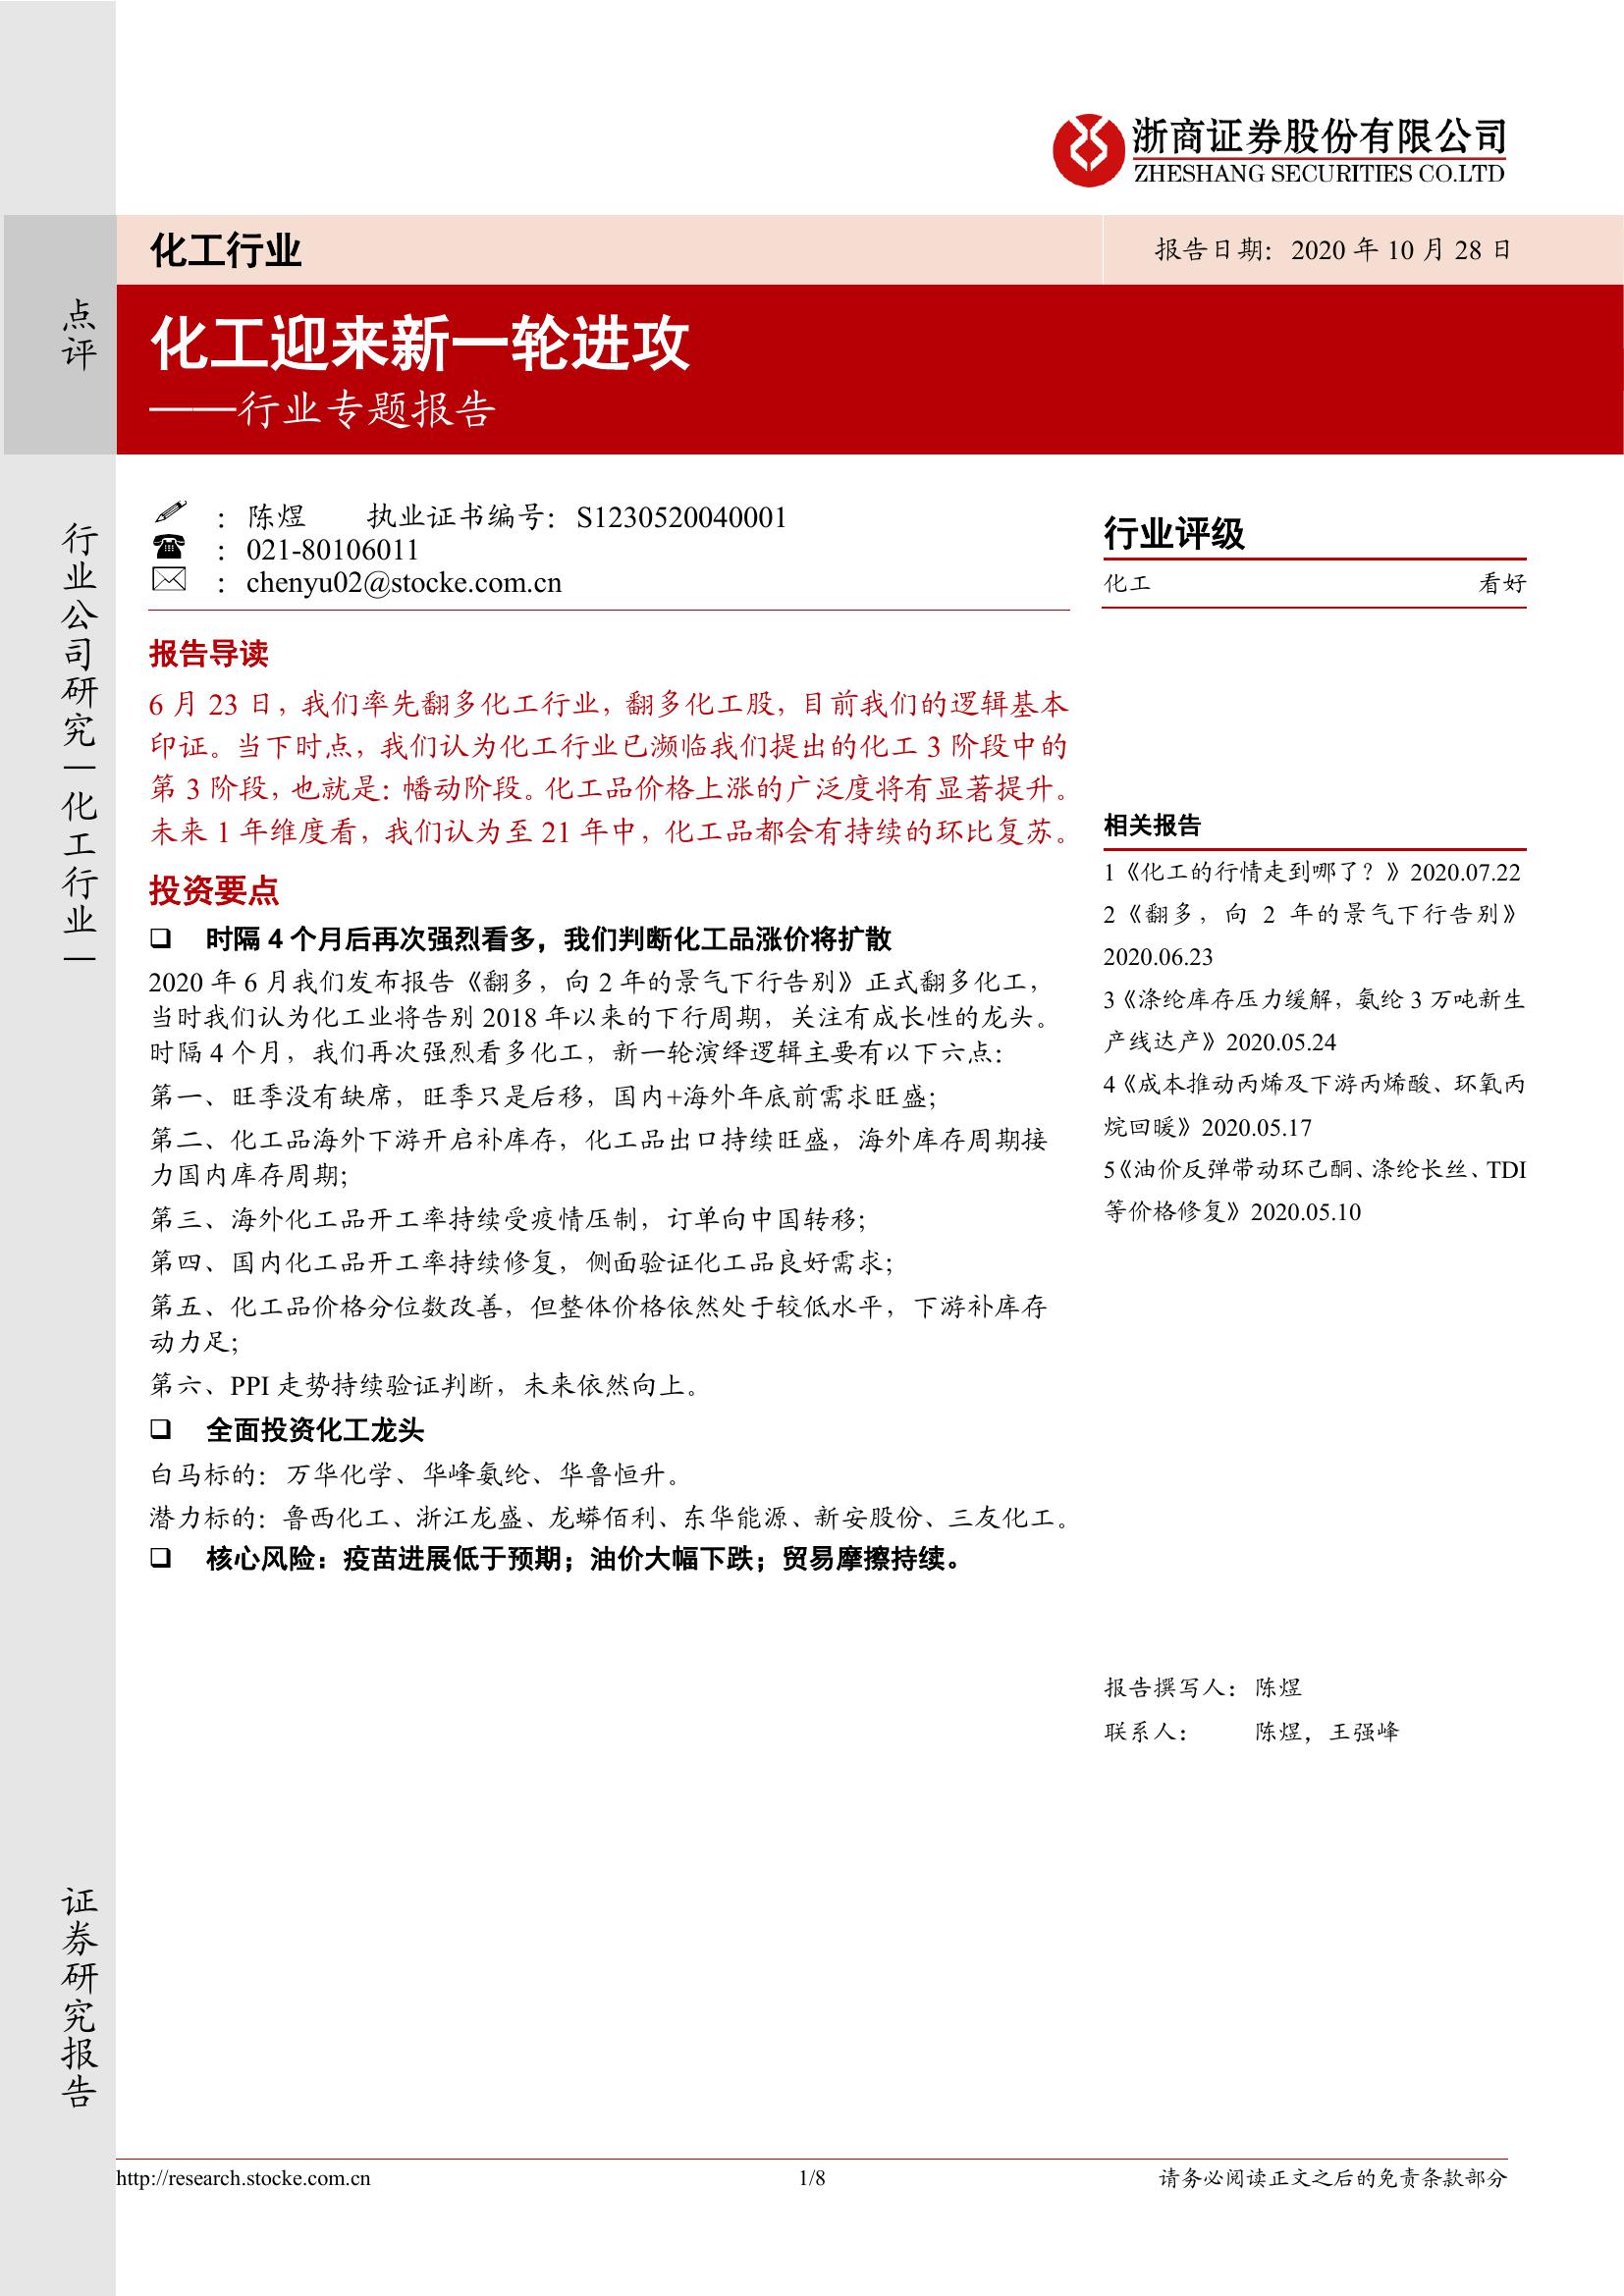 浙商证券股份有限公司
ZHESHANG SECURITIES CO.LTD
化工行业
报告日期：2020 年 10 月 28 日
点评
化工迎来新一轮进攻
——行业专题报告
行业公司研究—化工行业—
：陈煜 执业证书编号：S1230520040001
：021-80106011
：chenyu02@stocke.com.cn
报告导读
6 月 23 日，我们率先翻多化工行业，翻多化工股，目前我们的逻辑基本
印证。当下时点，我们认为化工行业已濒临我们提出的化工 3 阶段中的
第 3 阶段，也就是：幡动阶段。化工品价格上涨的广泛度将有显著提升。
未来 1 年维度看，我们认为至 21 年中，化工品都会有持续的环比复苏。
投资要点
❑ 时隔 4 个月后再次强烈看多，我们判断化工品涨价将扩散
2020 年 6 月我们发布报告《翻多，向 2 年的景气下行告别》正式翻多化工，
当时我们认为化工业将告别 2018 年以来的下行周期，关注有成长性的龙头。
时隔 4 个月，我们再次强烈看多化工，新一轮演绎逻辑主要有以下六点：
第一、旺季没有缺席，旺季只是后移，国内+海外年底前需求旺盛；
第二、化工品海外下游开启补库存，化工品出口持续旺盛，海外库存周期接
力国内库存周期；
第三、海外化工品开工率持续受疫情压制，订单向中国转移；
第四、国内化工品开工率持续修复，侧面验证化工品良好需求；
第五、化工品价格分位数改善，但整体价格依然处于较低水平，下游补库存
动力足；
第六、PPI 走势持续验证判断，未来依然向上。
❑ 全面投资化工龙头
白马标的：万华化学、华峰氨纶、华鲁恒升。
潜力标的：鲁西化工、浙江龙盛、龙蟒佰利、东华能源、新安股份、三友化工。
❑ 核心风险：疫苗进展低于预期；油价大幅下跌；贸易摩擦持续。
行业评级
化工 看好
相关报告
1《化工的行情走到哪了？》2020.07.22
2《翻多，向 2 年的景气下行告别》
2020.06.23
3《涤纶库存压力缓解，氨纶 3 万吨新生
产线达产》2020.05.24
4《成本推动丙烯及下游丙烯酸、环氧丙
烷回暖》2020.05.17
5《油价反弹带动环己酮、涤纶长丝、TDI
等价格修复》2020.05.10
报告撰写人：陈煜
联系人：陈煜，王强峰
证券研究报告
http://research.stocke.com.cn
1/8
请务必阅读正文之后的免责条款部分